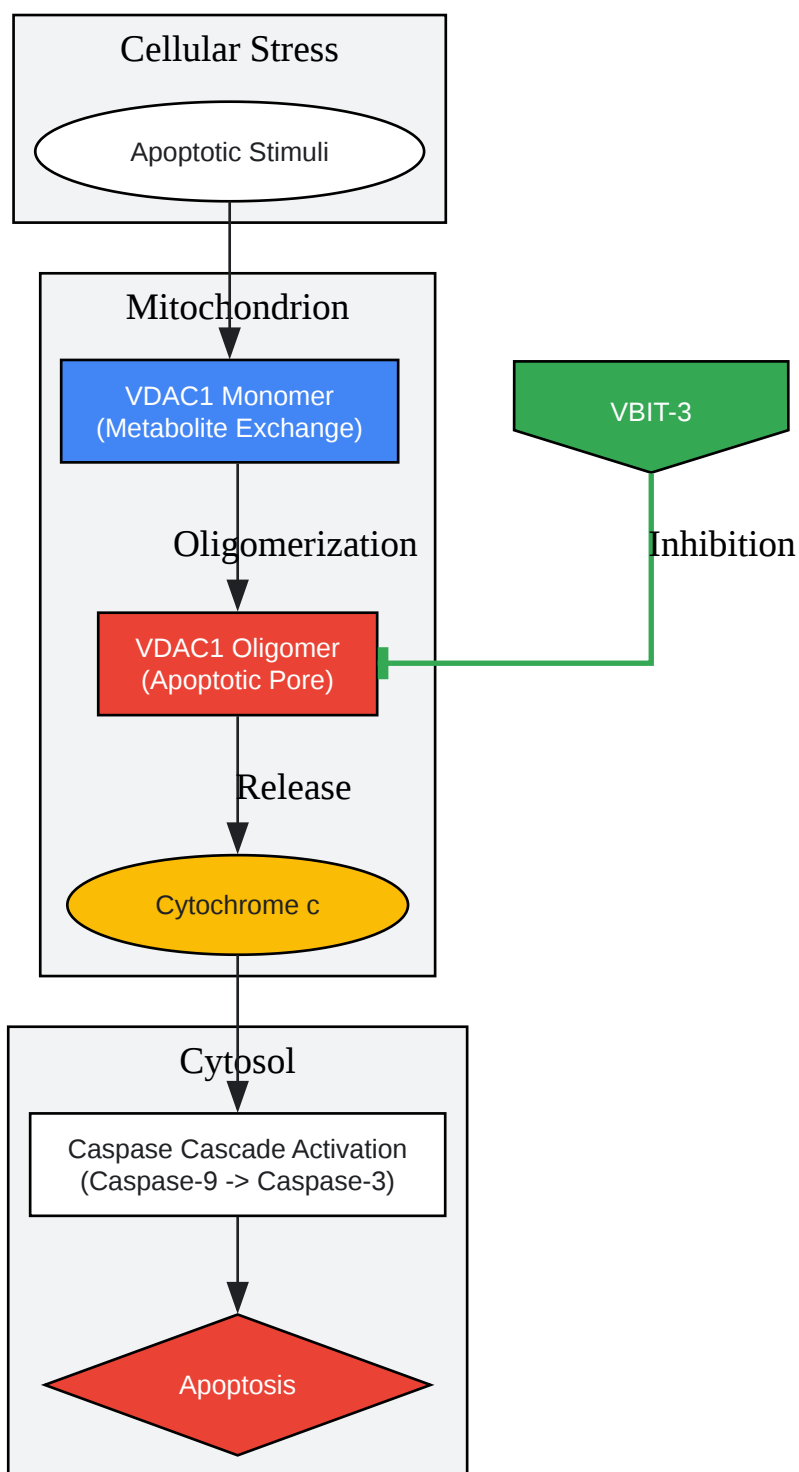 Cellular Stress
Apoptotic Stimuli
Mitochondrion
VDAC1 Monomer
(Metabolite Exchange)
VBIT-3
Oligomerization
Inhibition
VDAC1 Oligomer
(Apoptotic Pore)
Release
Cytochrome c
Cytosol
Caspase Cascade Activation
(Caspase-9 -> Caspase-3)
Apoptosis